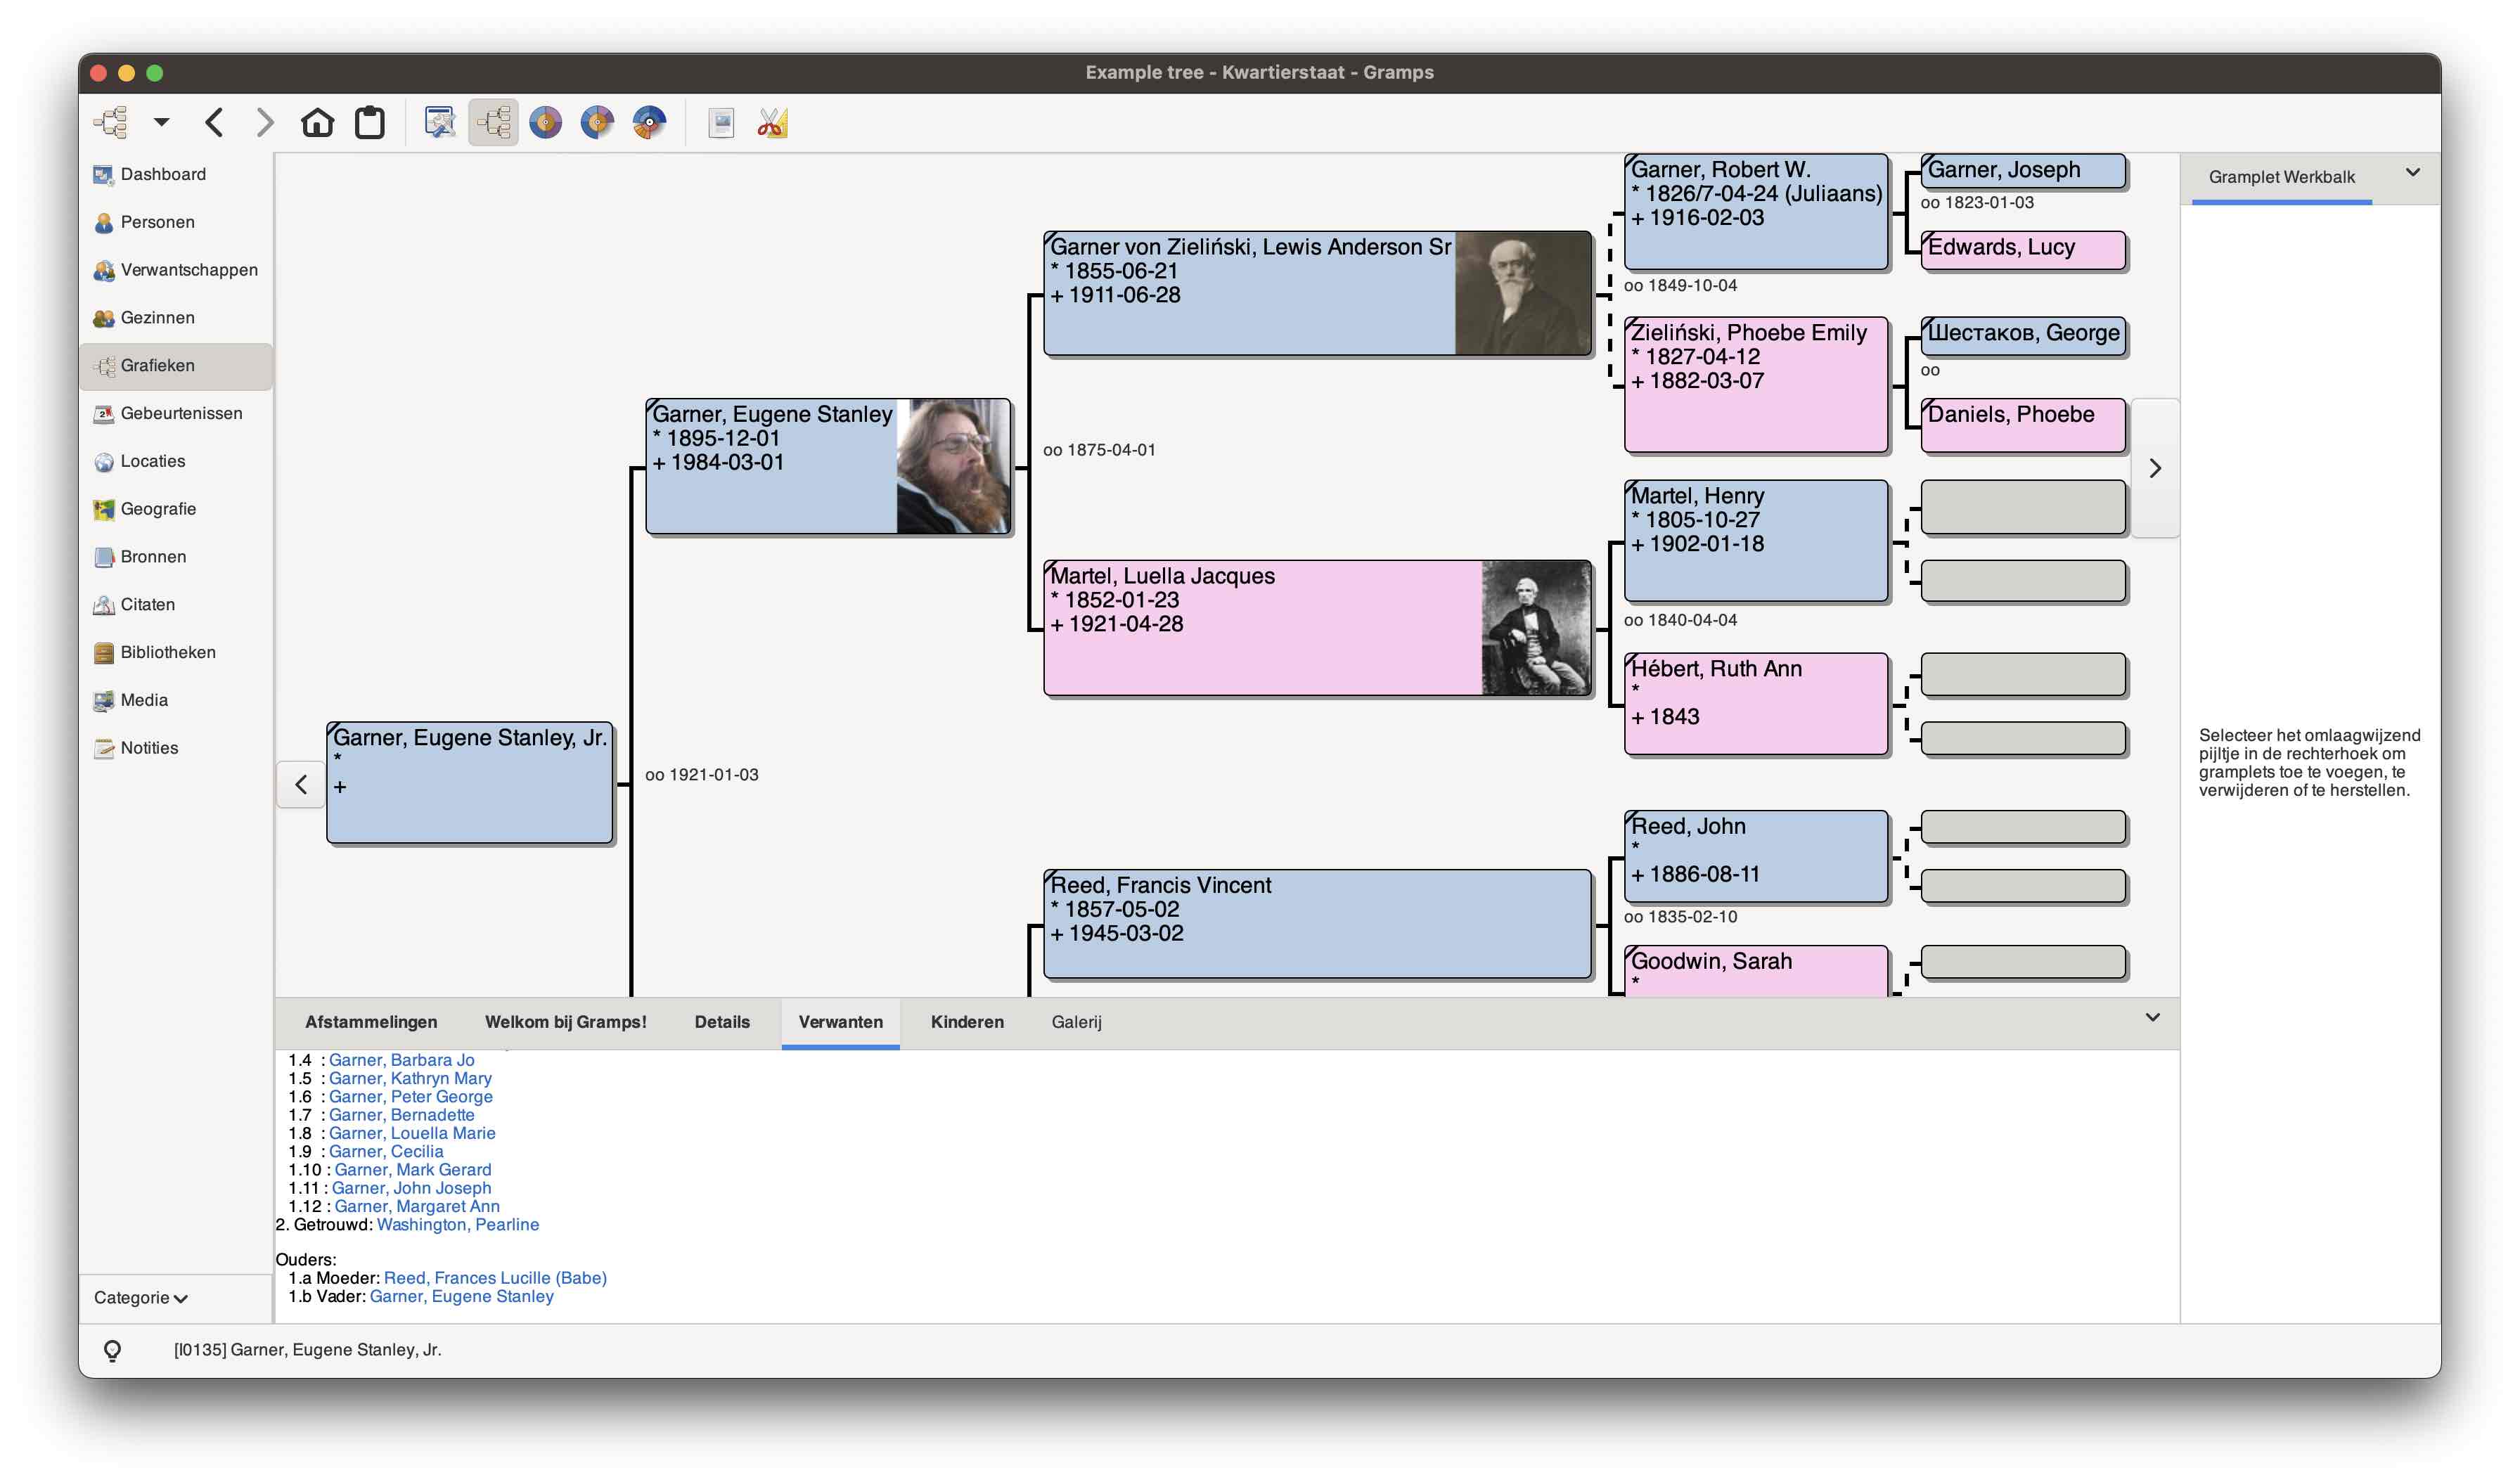 Example tree - Kwartierstaat - Gramps
Dashboard
Personen
Verwantschappen
Gezinnen
Grafieken
Gebeurtenissen
Locaties
Geografie
Bronnen
Citaten
Bibliotheken
Media
Notities
Categorie
Garner, Eugene Stanley, Jr.
*
+
oo 1921-01-03
Garner, Eugene Stanley
* 1895-12-01
+ 1984-03-01
oo 1875-04-01
Garner von Zieliński, Lewis Anderson Sr
* 1855-06-21
+ 1911-06-28
Martel, Luella Jacques
* 1852-01-23
+ 1921-04-28
Reed, Francis Vincent
* 1857-05-02
+ 1945-03-02
Garner, Robert W.
* 1826/7-04-24 (Juliaans)
+ 1916-02-03
oo 1849-10-04
Zieliński, Phoebe Emily
* 1827-04-12
+ 1882-03-07
Martel, Henry
* 1805-10-27
+ 1902-01-18
oo 1840-04-04
Hébert, Ruth Ann
*
+ 1843
Reed, John
*
+ 1886-08-11
oo 1835-02-10
Goodwin, Sarah
*
Garner, Joseph
oo 1823-01-03
Edwards, Lucy
Шестаков, George
oo
Daniels, Phoebe
Gramplet Werkbalk
Selecteer het omlaagwijzend
pijltje in de rechterhoek om
gramplets toe te voegen, te
verwijderen of te herstellen.
Afstammelingen Welkom bij Gramps! Details Verwanten Kinderen Galerij
1.4 : Garner, Barbara Jo
1.5 : Garner, Kathryn Mary
1.6 : Garner, Peter George
1.7 : Garner, Bernadette
1.8 : Garner, Louella Marie
1.9 : Garner, Cecilia
1.10 : Garner, Mark Gerard
1.11 : Garner, John Joseph
1.12 : Garner, Margaret Ann
2. Getrouwd: Washington, Pearline
Ouders:
1.a Moeder: Reed, Frances Lucille (Babe)
1.b Vader: Garner, Eugene Stanley
[I0135] Garner, Eugene Stanley, Jr.